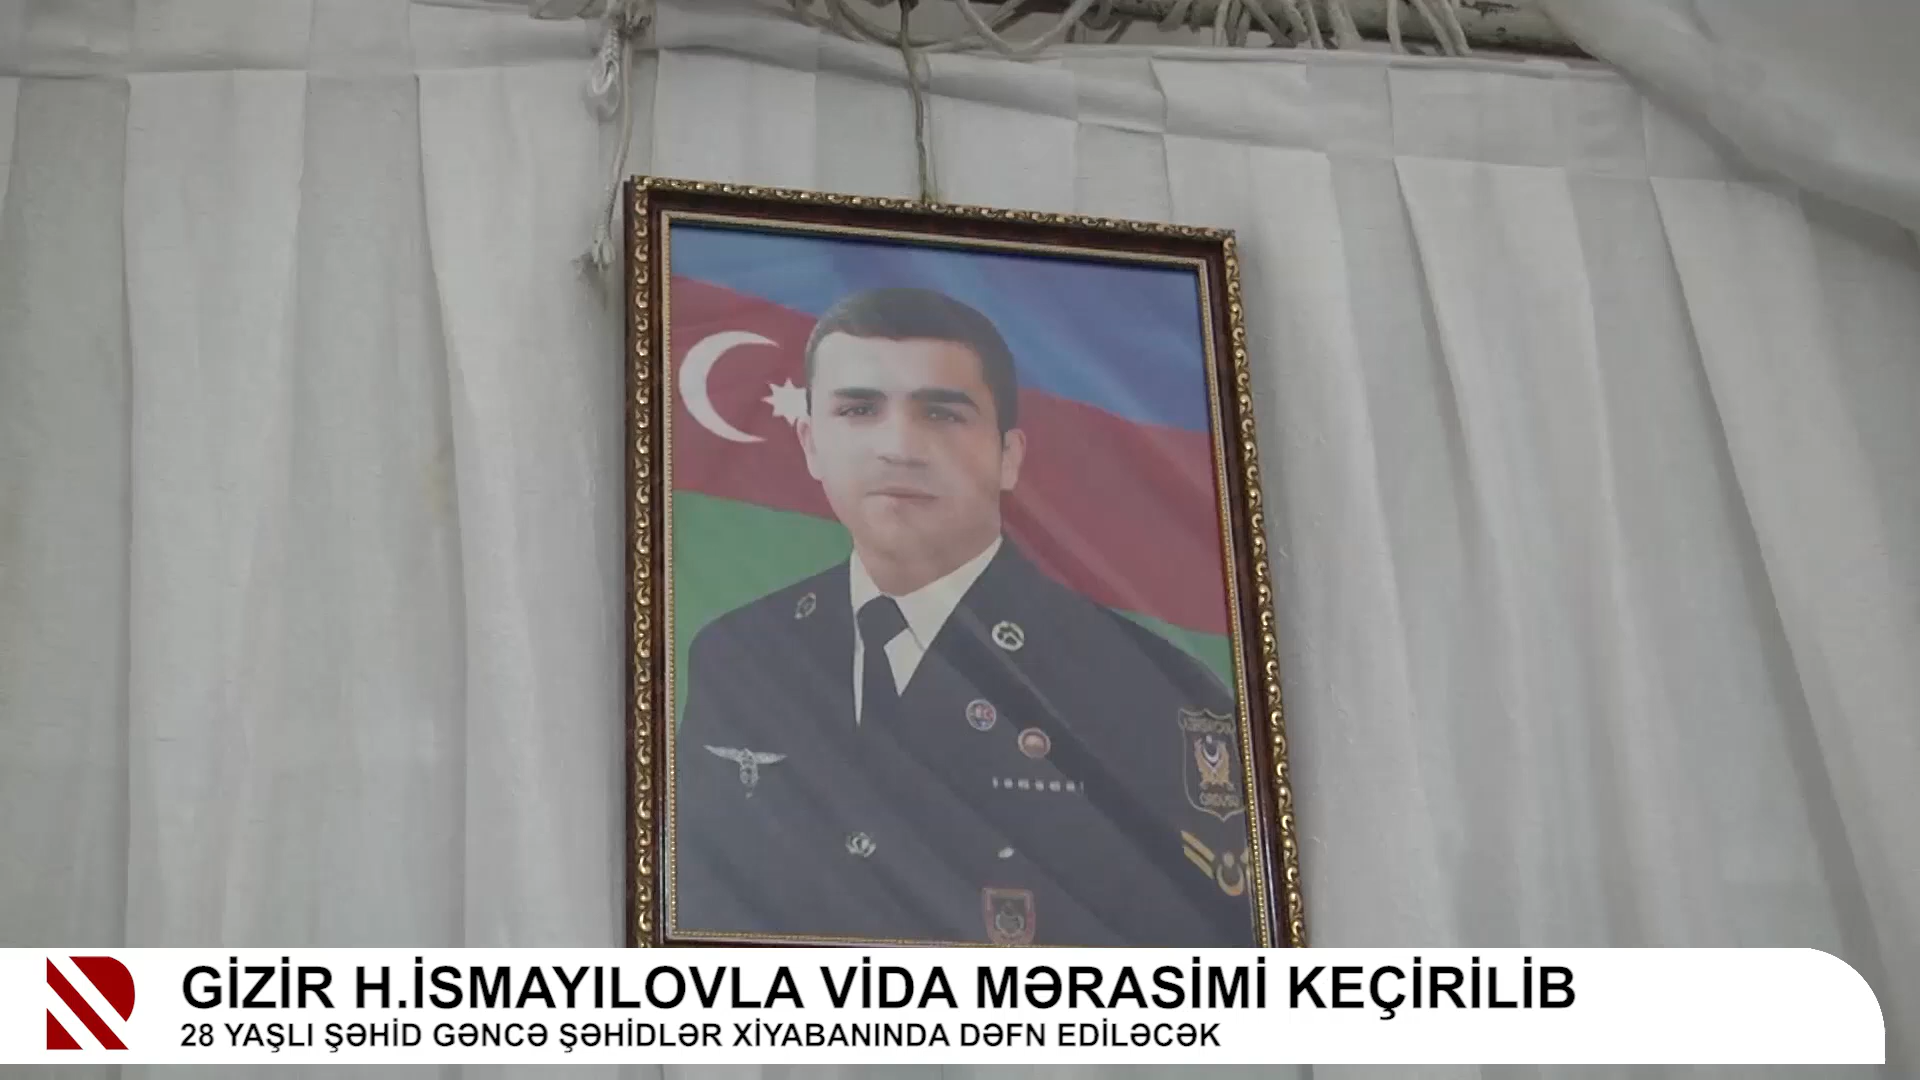 GİZİR H.İSMAYILOVLA VİDA MƏRASİMİ KEÇİRİLİB
28 YAŞLI ŞƏHİD GƏNCƏ ŞƏHİDLƏR XİYABANINDA DƏFN EDİLƏCƏK